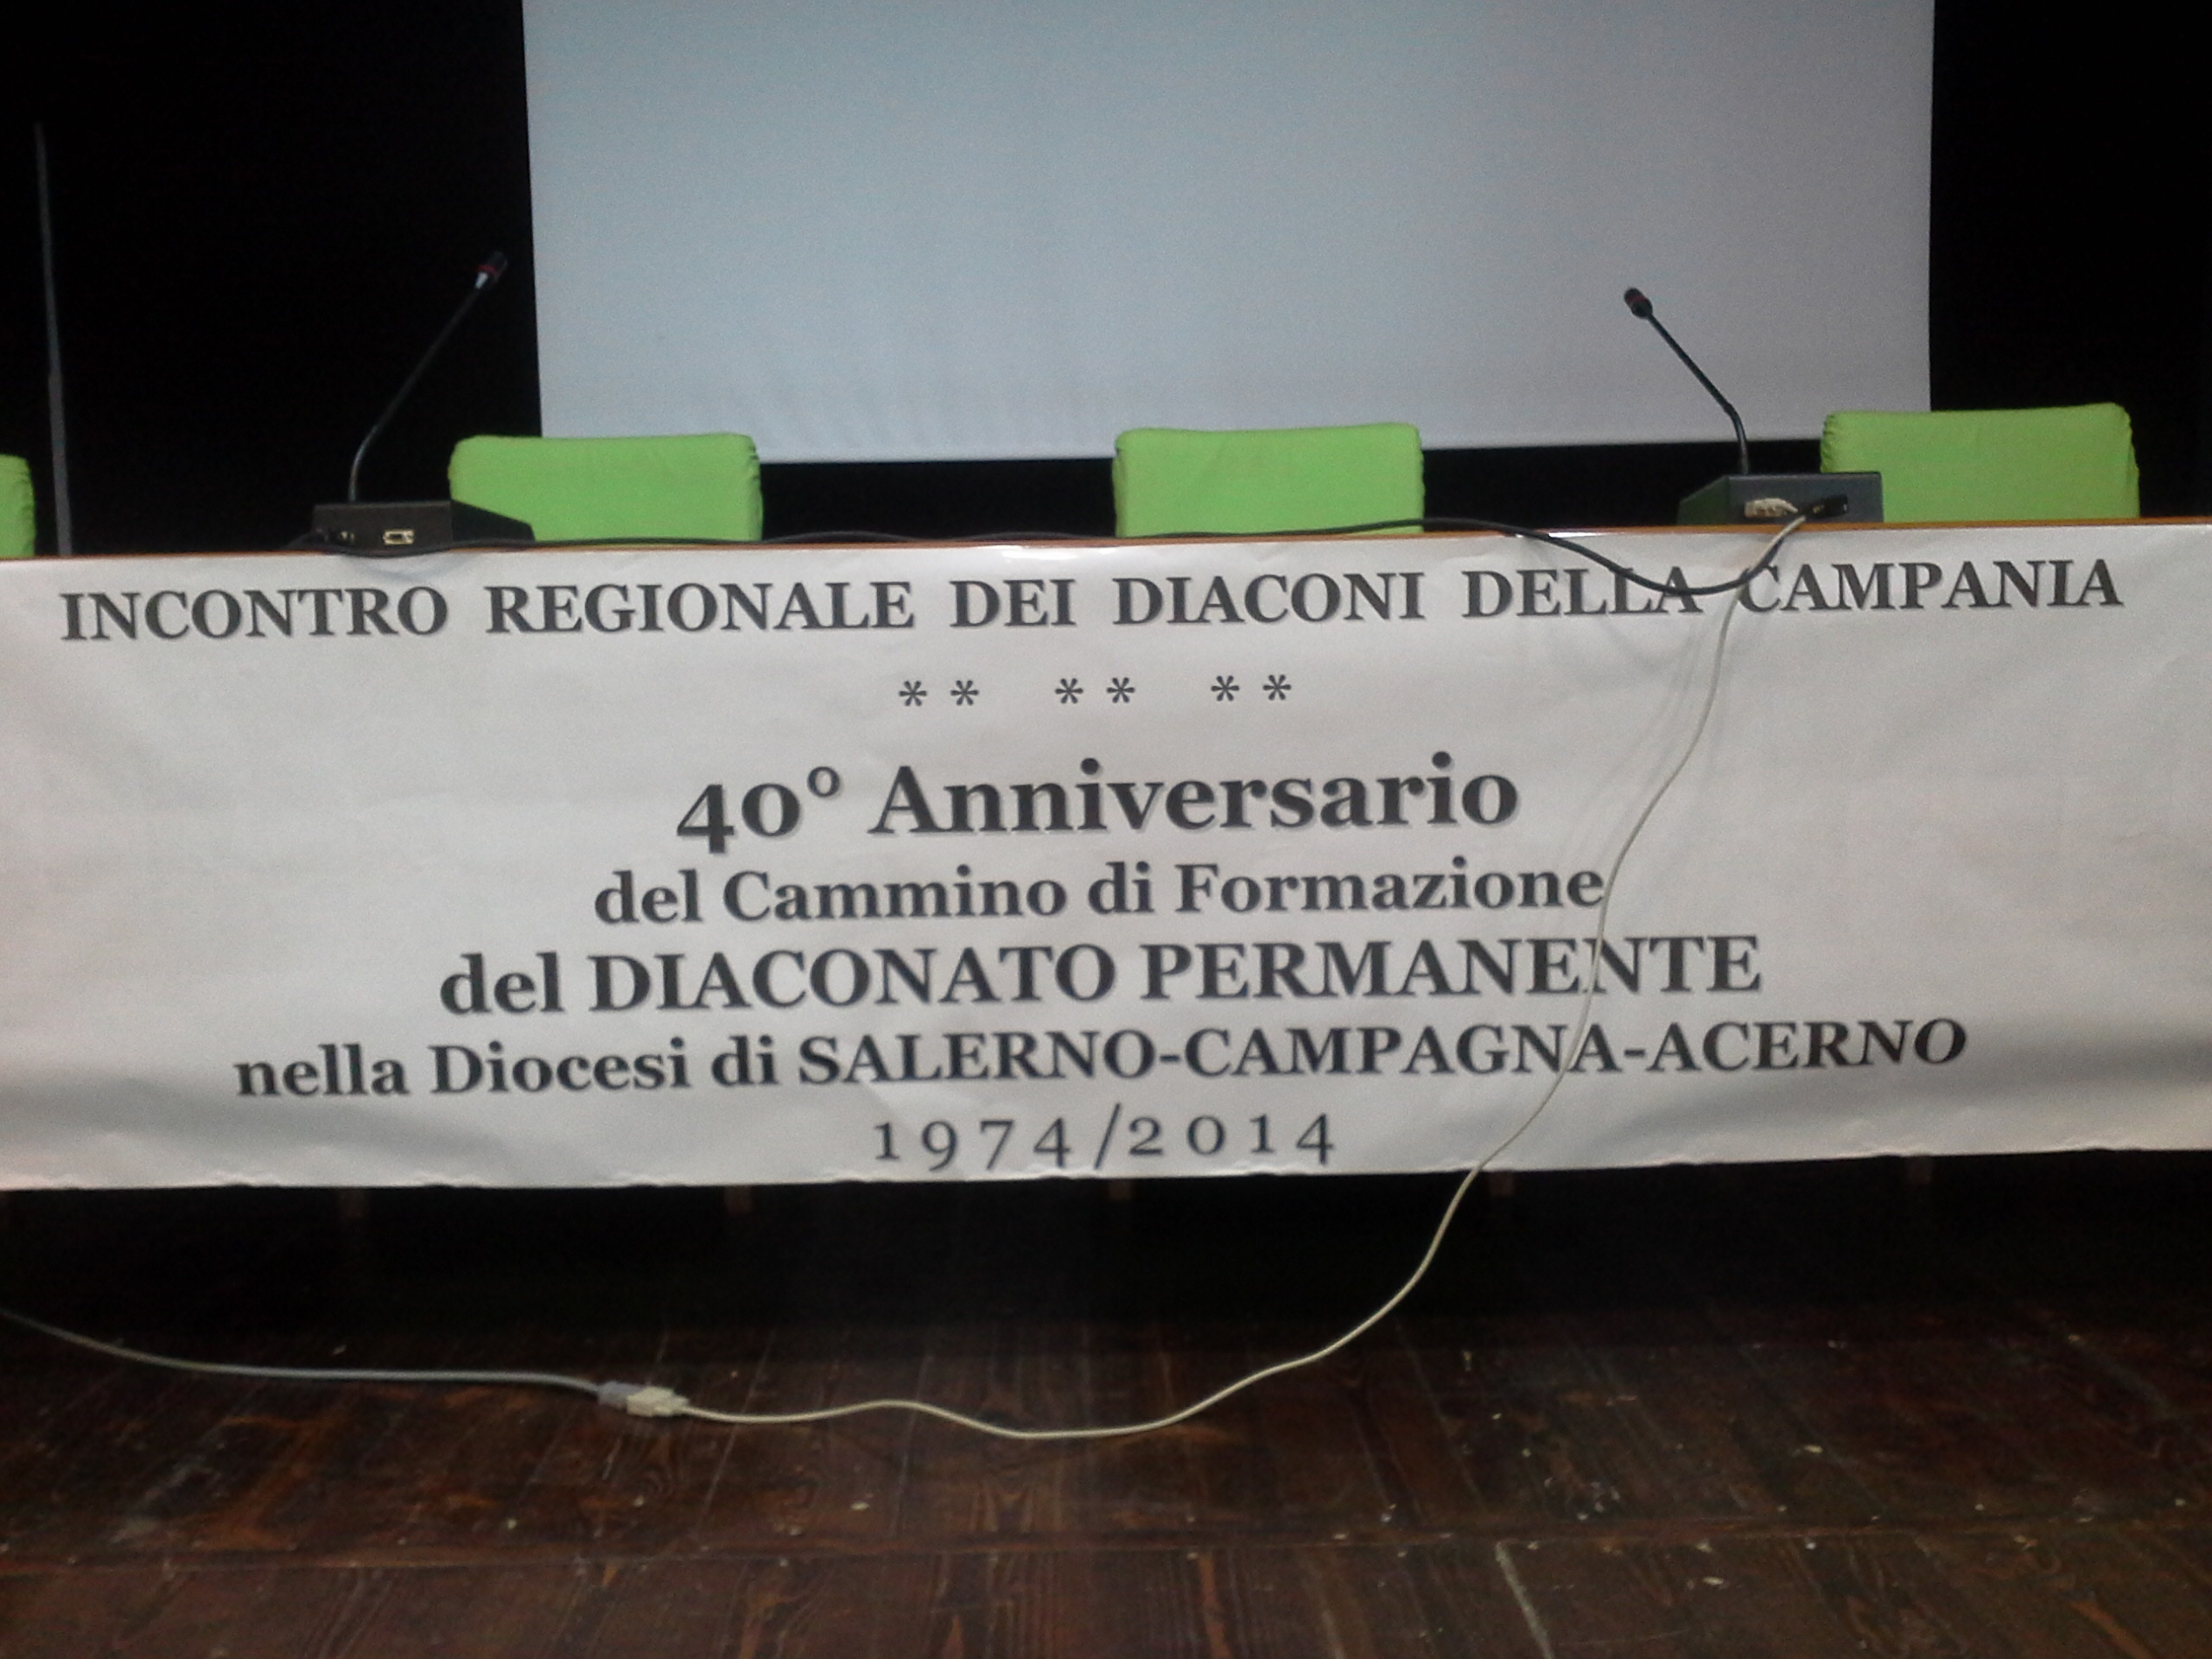 INCONTRO REGIONALE DEI DIACONI DELLA CAMPANIA
** ** **
40° Anniversario
del Cammino di Formazione
del DIACONATO PERMANENTE
nella Diocesi di SALERNO-CAMPAGNA-ACERNO
1974/2014